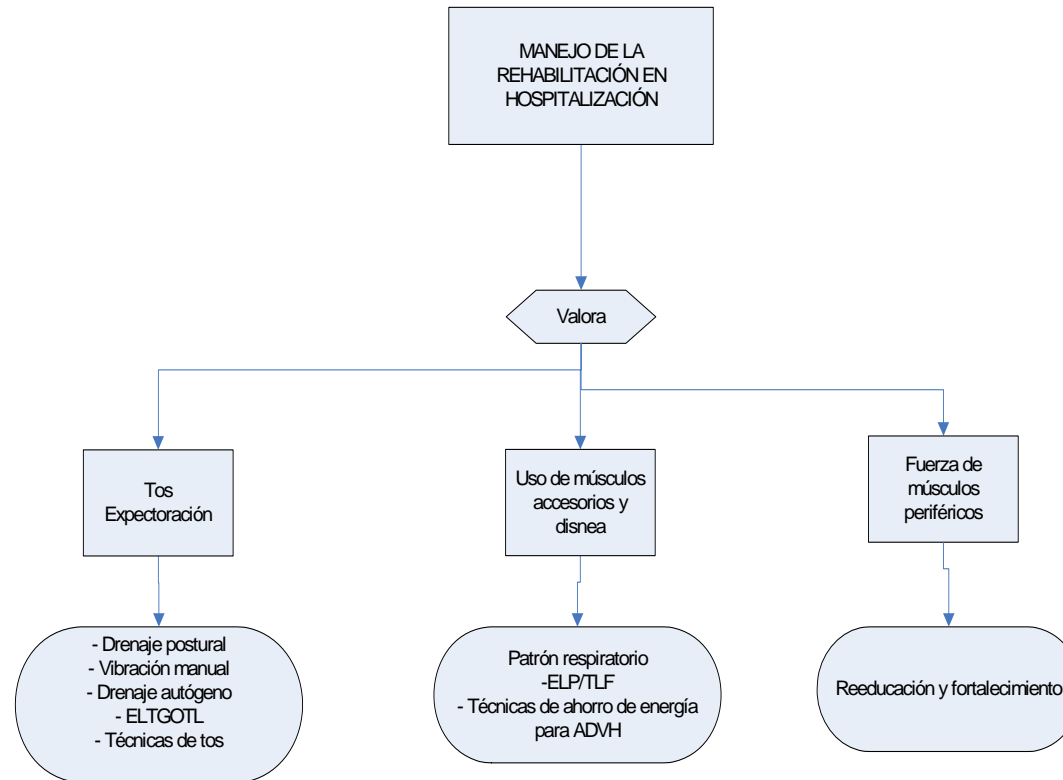 MANEJO DE LA
REHABILITACIÓN EN
HOSPITALIZACIÓN
Valora
Tos
Expectoración
Uso de músculos
accesorios y
disnea
Fuerza de
músculos
periféricos
- Drenaje postural
- Vibración manual
- Drenaje autógeno
- ELTGOTL
- Técnicas de tos
Patrón respiratorio
-ELP/TLF
- Técnicas de ahorro de energía
para ADVH
Reeducación y fortalecimiento